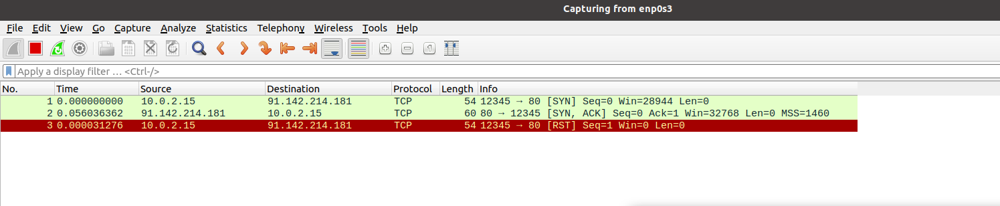 Capturing from enp0s3
File Edit View Go Capture Analyze Statistics Telephony Wireless Tools Help
Apply a display filter … <Ctrl-/>
No. Time Source Destination Protocol Length Info
1 0.000000000 10.0.2.15 91.142.214.181 TCP 54 12345 → 80 [SYN] Seq=0 Win=28944 Len=0
2 0.056036362 91.142.214.181 10.0.2.15 TCP 60 80 → 12345 [SYN, ACK] Seq=0 Ack=1 Win=32768 Len=0 MSS=1460
3 0.000031276 10.0.2.15 91.142.214.181 TCP 54 12345 → 80 [RST] Seq=1 Win=0 Len=0